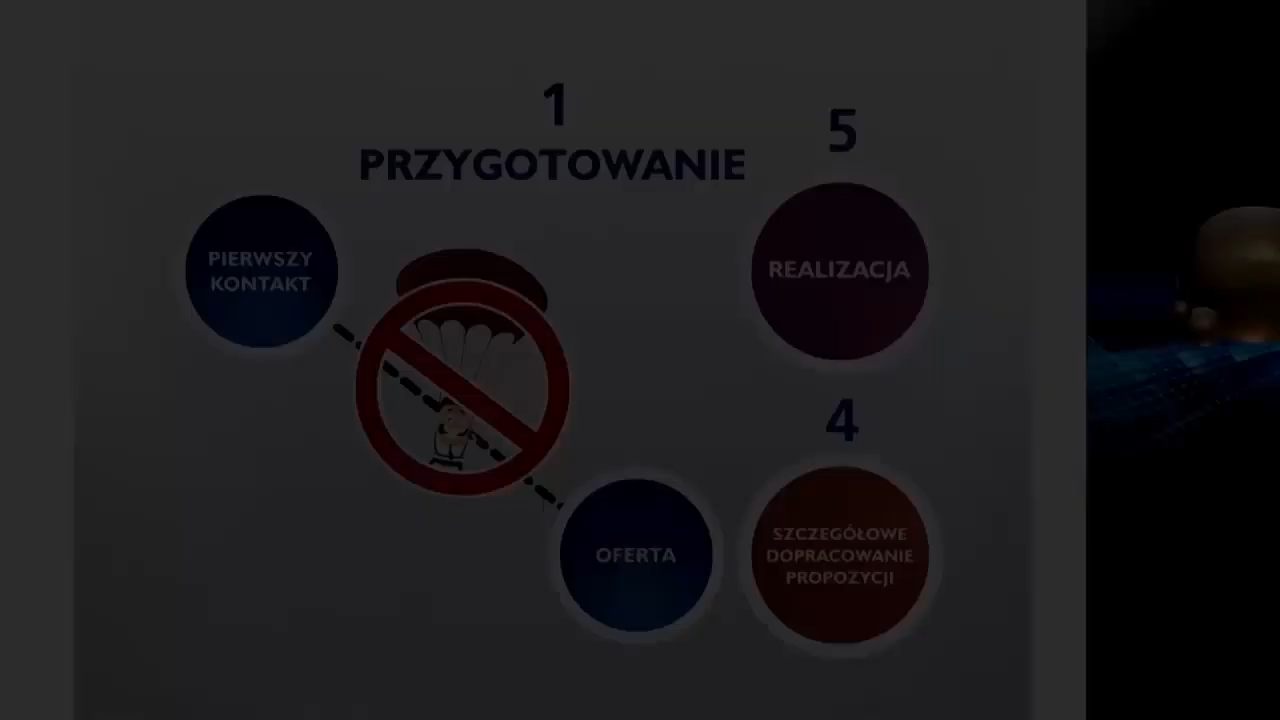 1
PRZYGOTOWANIE
PIERWSZY
KONTAKT
OFERTA
5
REALIZACJA
4
SZCZEGÓŁOWE
DOPRACOWANIE
PROPOZYCJI